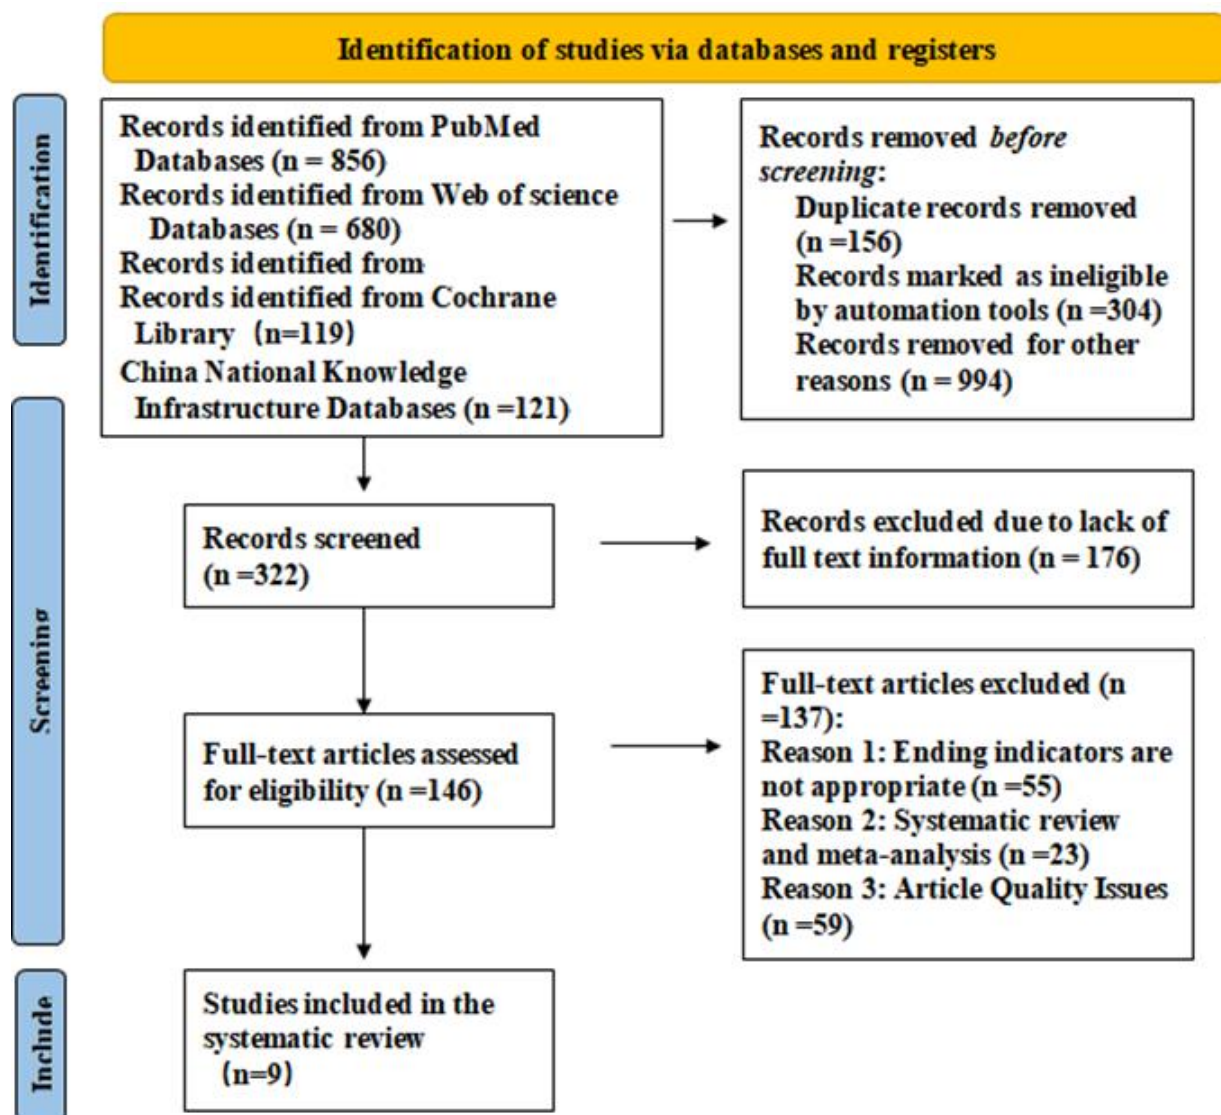 Identification of studies via databases and registers
Identification
Records identified from PubMed
Databases (n = 856)
Records identified from Web of science
Databases (n = 680)
Records identified from
Records identified from Cochrane
Library （n=119）
China National Knowledge
Infrastructure Databases (n =121)
Records removed before
screening:
Duplicate records removed
(n =156)
Records marked as ineligible
by automation tools (n =304)
Records removed for other
reasons (n = 994)
Screening
Records screened
(n =322)
Records excluded due to lack of
full text information (n = 176)
Full-text articles assessed
for eligibility (n =146)
Full-text articles excluded (n
=137):
Reason 1: Ending indicators are
not appropriate (n =55)
Reason 2: Systematic review
and meta-analysis (n =23)
Reason 3: Article Quality Issues
(n =59)
Include
Studies included in the
systematic review
（n=9）